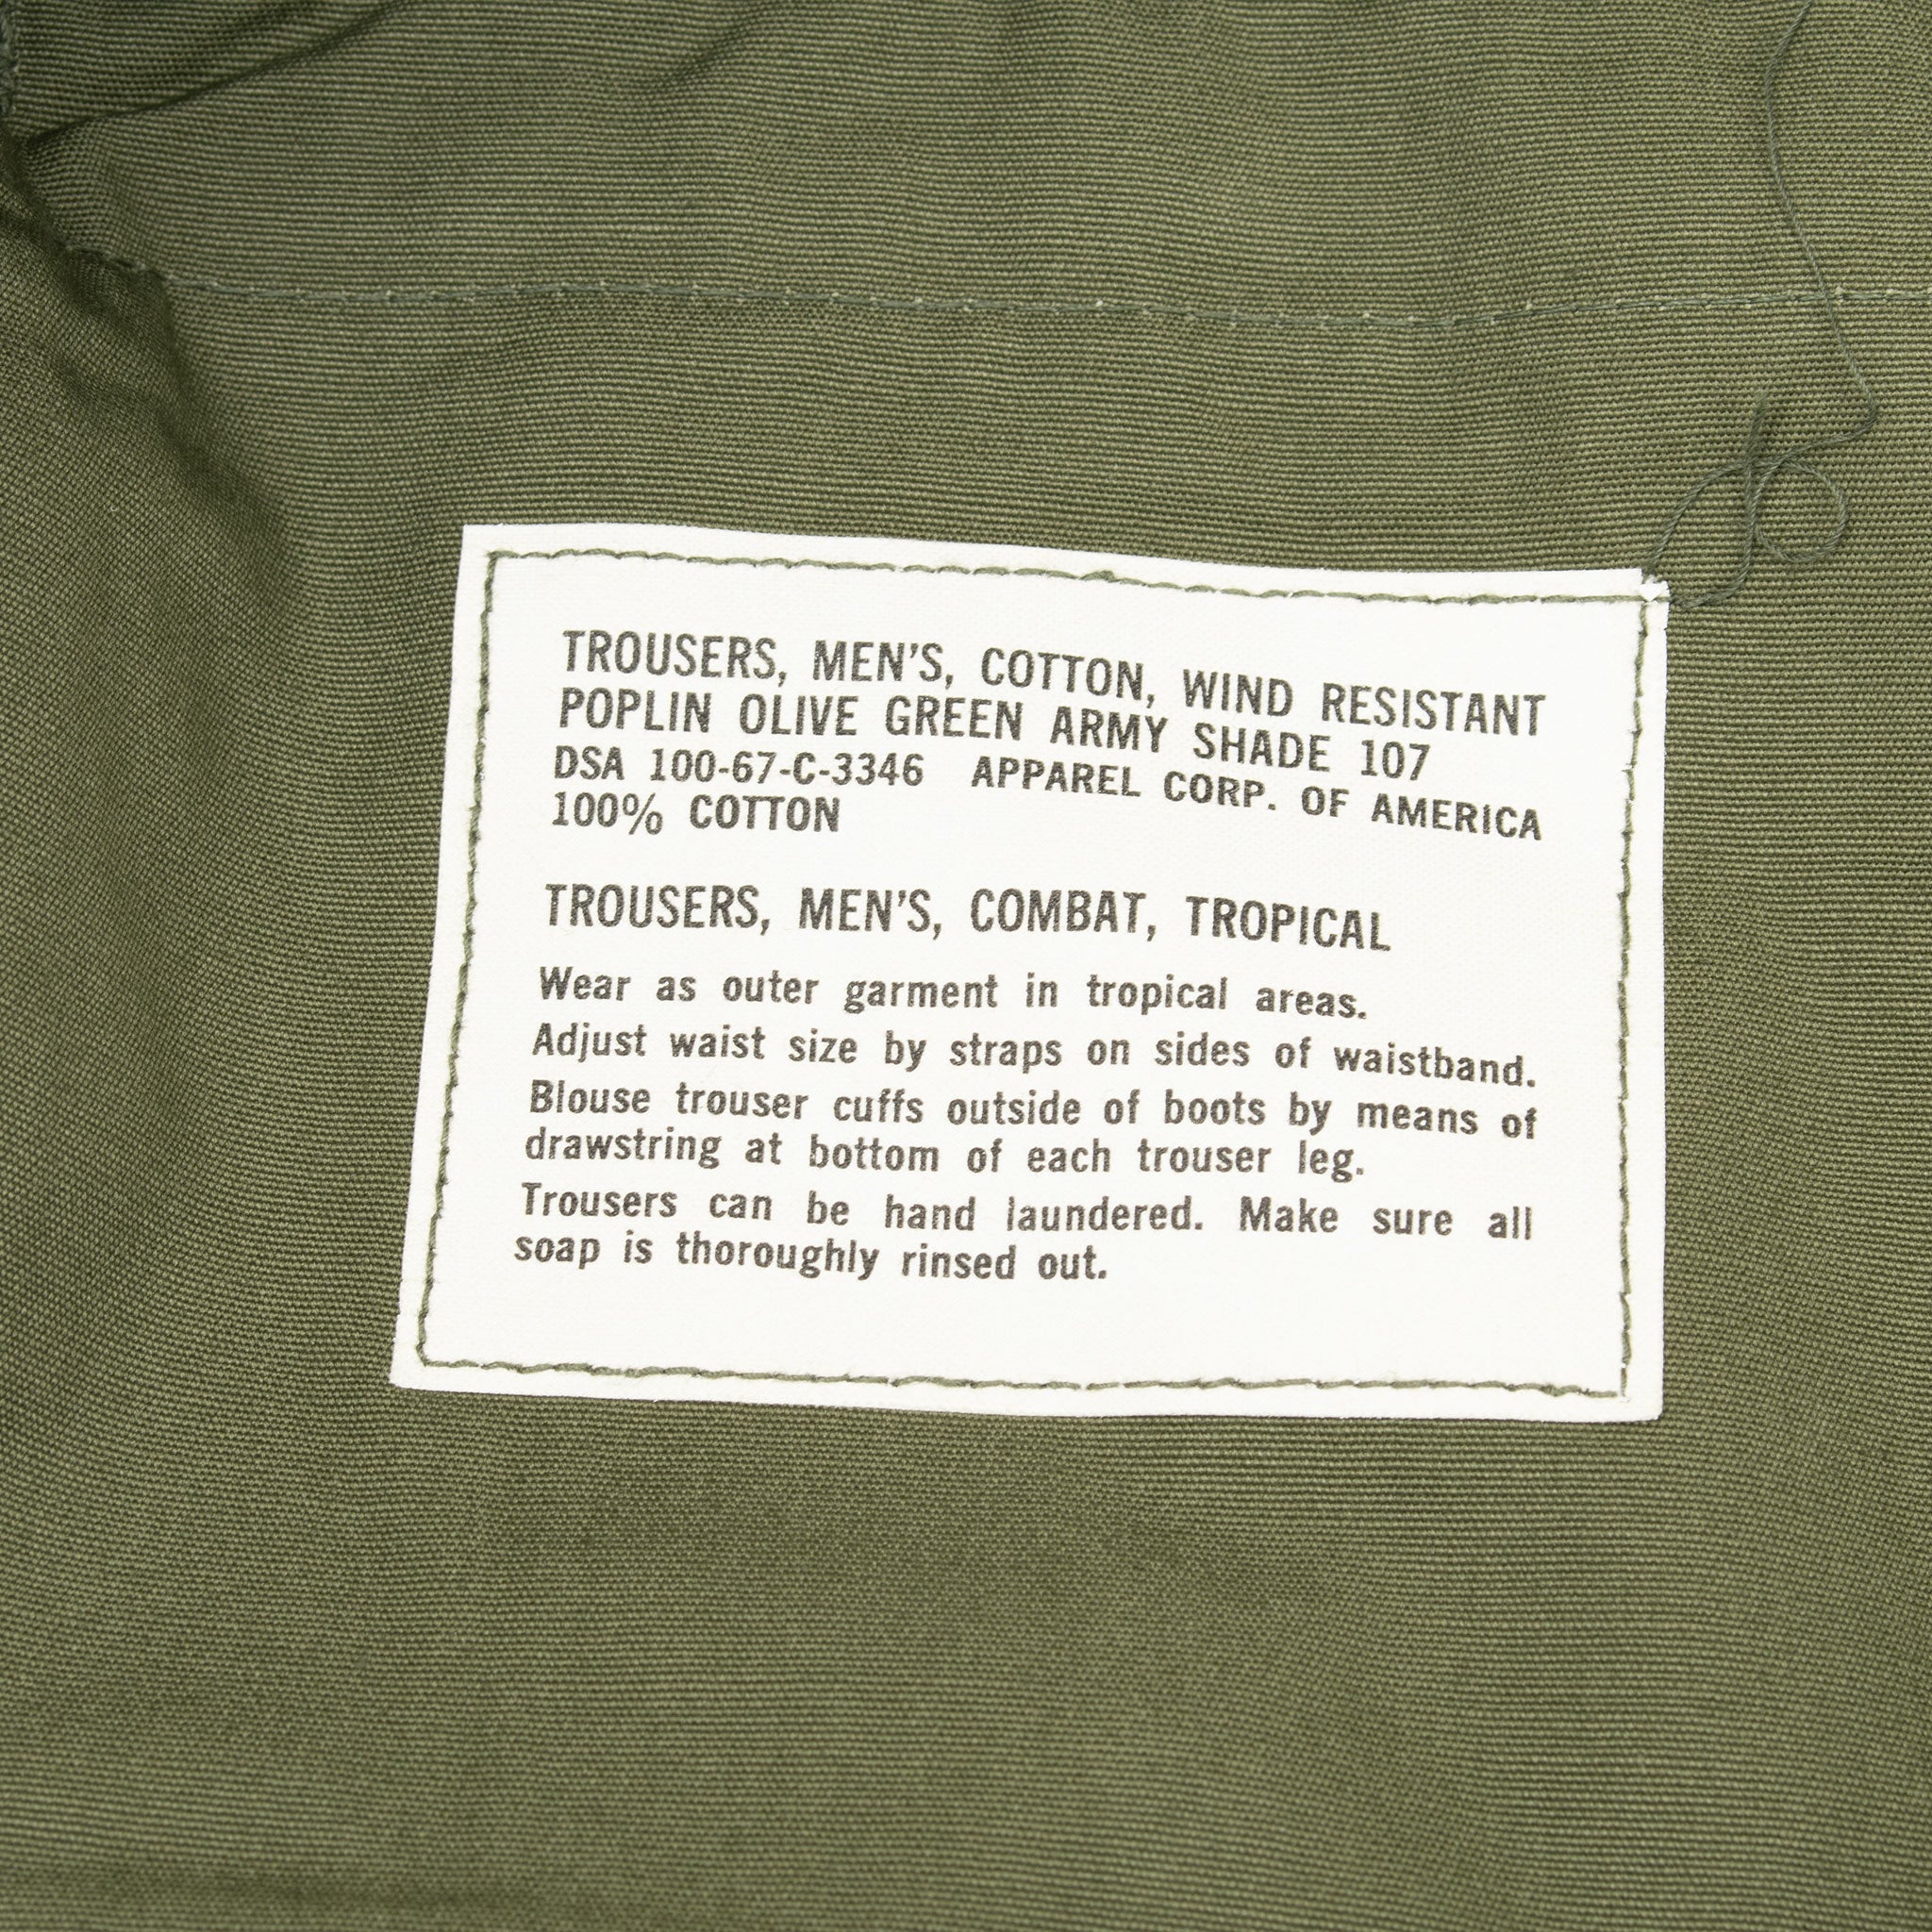 TROUSERS, MEN'S, COTTON, WIND RESISTANT
POPLIN OLIVE GREEN ARMY SHADE 107
DSA 100-67-C-3346 APPAREL CORP. OF AMERICA
100% COTTON
TROUSERS, MEN'S, COMBAT, TROPICAL
Wear as outer garment in tropical areas.
Adjust waist size by straps on sides of waistband.
Blouse trouser cuffs outside of boots by means of
drawstring at bottom of each trouser leg.
Trousers can be hand laundered. Make sure all
soap is thoroughly rinsed out.